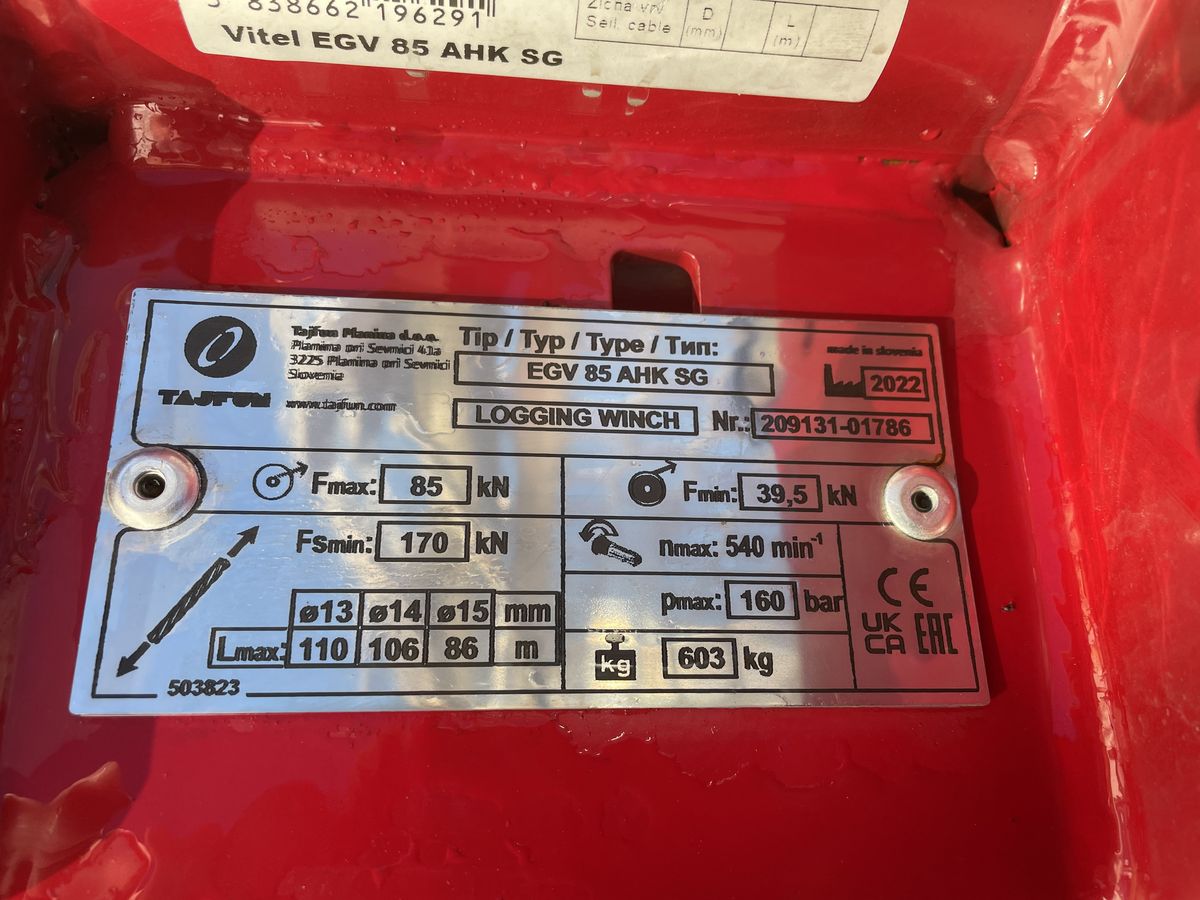 3 838662 196291
Vitel EGV 85 AHK SG
Žična vrv
Seil, cable
D
(mm)
L
(m)
TAJFUN
Tajfun Planina d.o.o.
Planina pri Sevnici 41a
3225 Planina pri Sevnici
Slovenia
www.tajfun.com
Tip / Typ / Type / Тип:
EGV 85 AHK SG
LOGGING WINCH
made in slovenia
2022
Nr.: 209131-01786
Fmax: 85 kN
Fmin: 39,5 kN
FSmin: 170 kN
nmax: 540 min-1
ø13 ø14 ø15 mm
Lmax: 110 106 86 m
pmax: 160 bar
kg 603 kg
CE
UK
CA EAC
503823